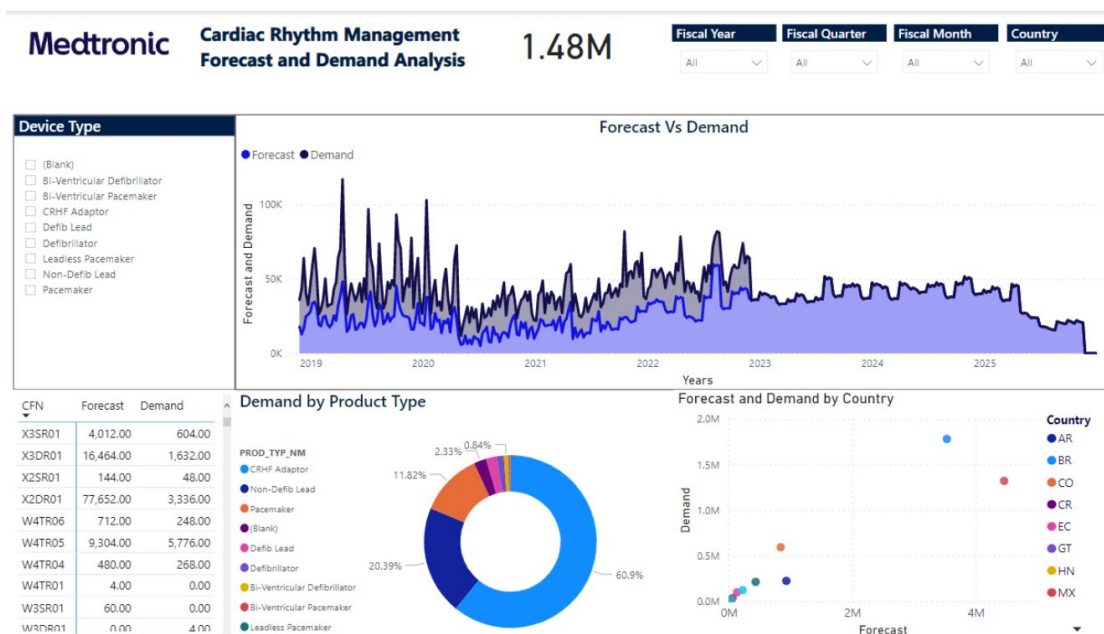 Medtronic
Cardiac Rhythm Management
Forecast and Demand Analysis
1.48M
Fiscal Year
All
Fiscal Quarter
All
Fiscal Month
All
Country
All
Device Type
(Blank)
Bi-Ventricular Defibrillator
Bi-Ventricular Pacemaker
CRHF Adaptor
Defib Lead
Defibrillator
Leadless Pacemaker
Non-Defib Lead
Pacemaker
Forecast Vs Demand
Forecast Demand
Forecast and Demand
100K
50K
0K
2019 2020 2021 2022 2023 2024 2025
Years
CFN Forecast Demand
X3SR01 4,012.00 604.00
X3DR01 16,464.00 1,632.00
X2SR01 144.00 48.00
X2DR01 77,652.00 3,336.00
W4TR06 712.00 248.00
W4TR05 9,304.00 5,776.00
W4TR04 480.00 268.00
W4TR01 4.00 0.00
W3SR01 60.00 0.00
W3DR01 0.00 4.00
Demand by Product Type
PROD_TYP_NM
CRHF Adaptor
Non-Defib Lead
Pacemaker
(Blank)
Defib Lead
Defibrillator
Bi-Ventricular Defibrillator
Bi-Ventricular Pacemaker
Leadless Pacemaker
0.84%
2.33%
11.82%
20.39%
60.9%
Forecast and Demand by Country
Demand
2.0M
1.5M
1.0M
0.5M
0.0M
0M 2M 4M
Forecast
Country
AR
BR
CO
CR
EC
GT
HN
MX